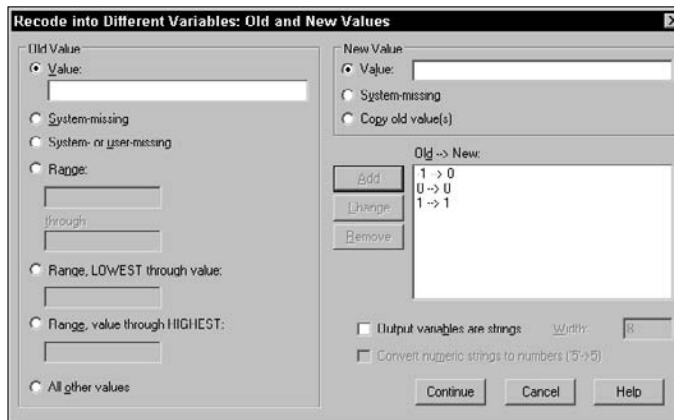 Recode into Different Variables: Old and New Values
Old Value
Value:
System-missing
System- or user-missing
Range:
through
Range, LOWEST through value:
Range, value through HIGHEST:
All other values
New Value
Value:
System-missing
Copy old value(s)
Old --> New:
-1 --> 0
0 --> 0
1 --> 1
Add
Change
Remove
Output variables are strings
Width:
8
Convert numeric strings to numbers ('5'->5)
Continue
Cancel
Help